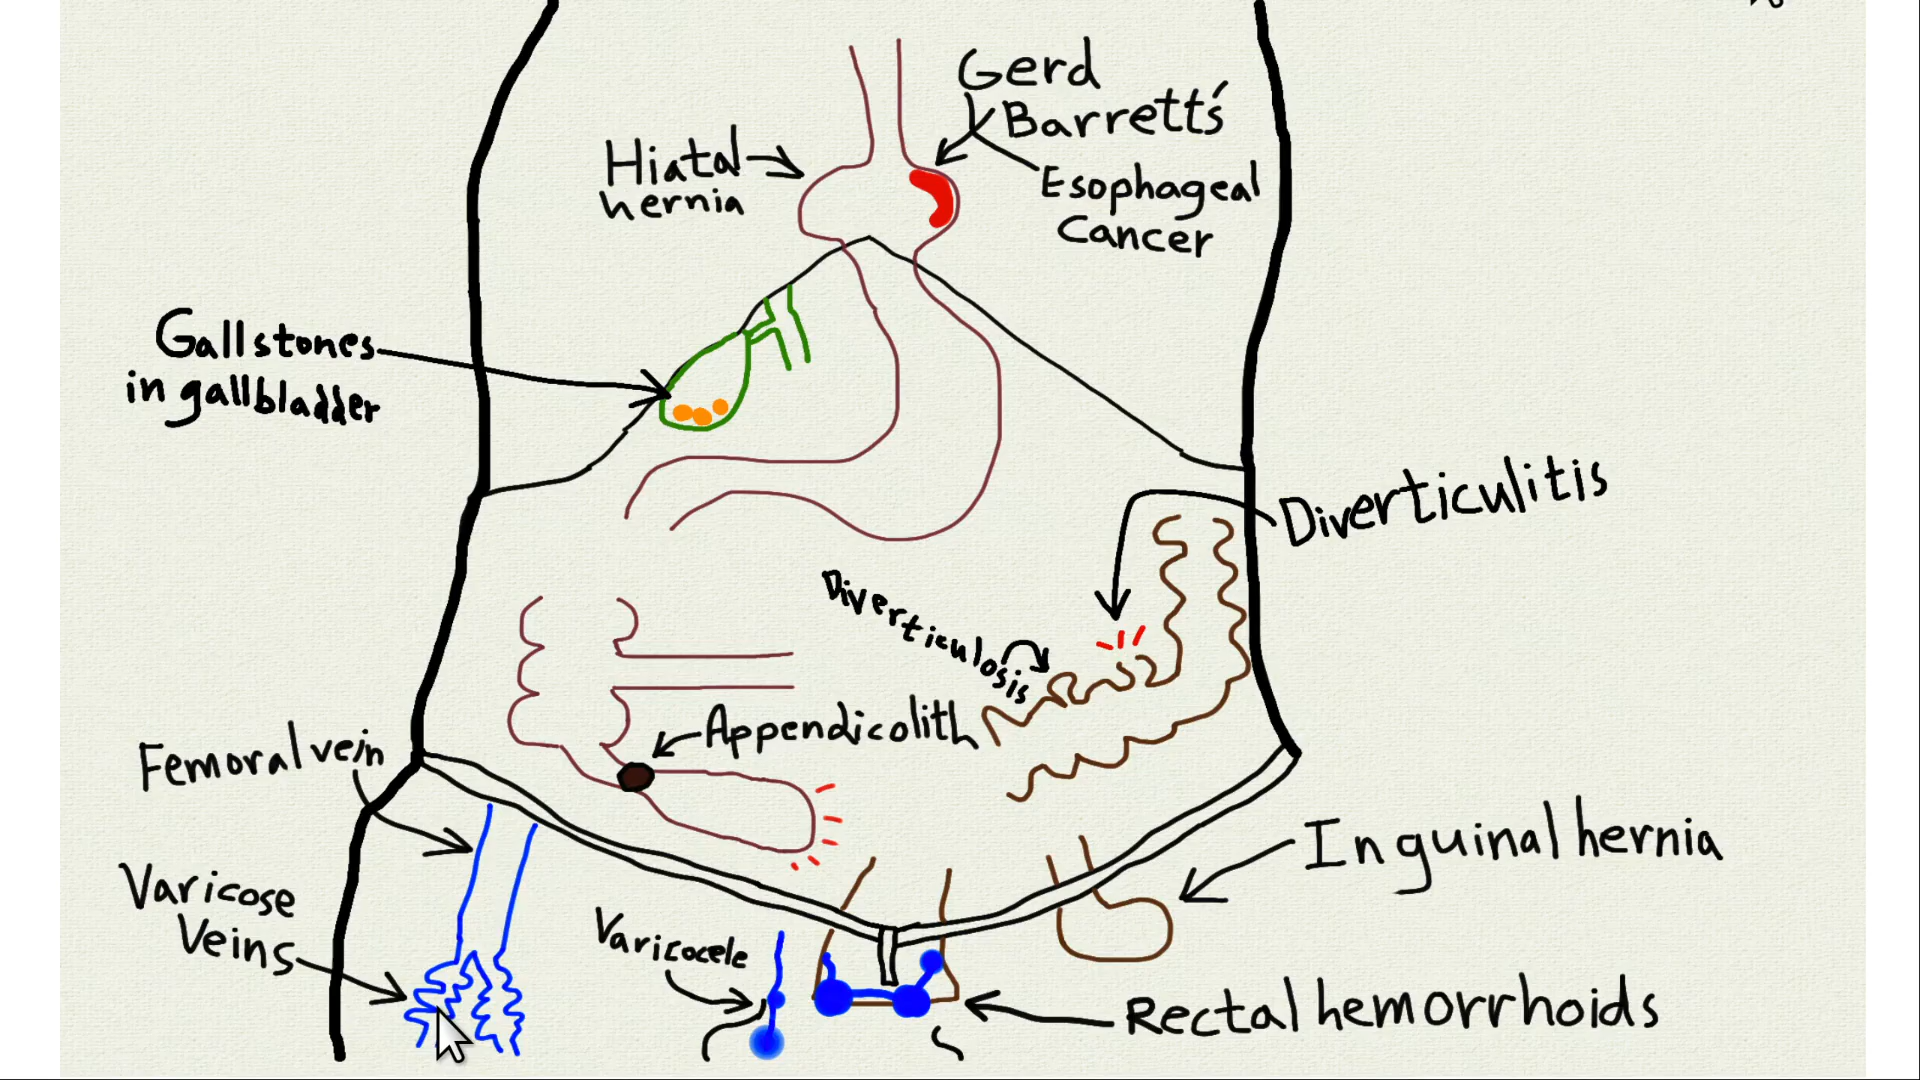 Gerd
Barrett's
Hiatal
hernia
Esophageal
Cancer
Gallstones
in gallbladder
Diverticulitis
Diverticulosis
Appendicolith
Femoral vein
Inguinal hernia
Varicose
Veins
Varicocele
Rectal hemorrhoids